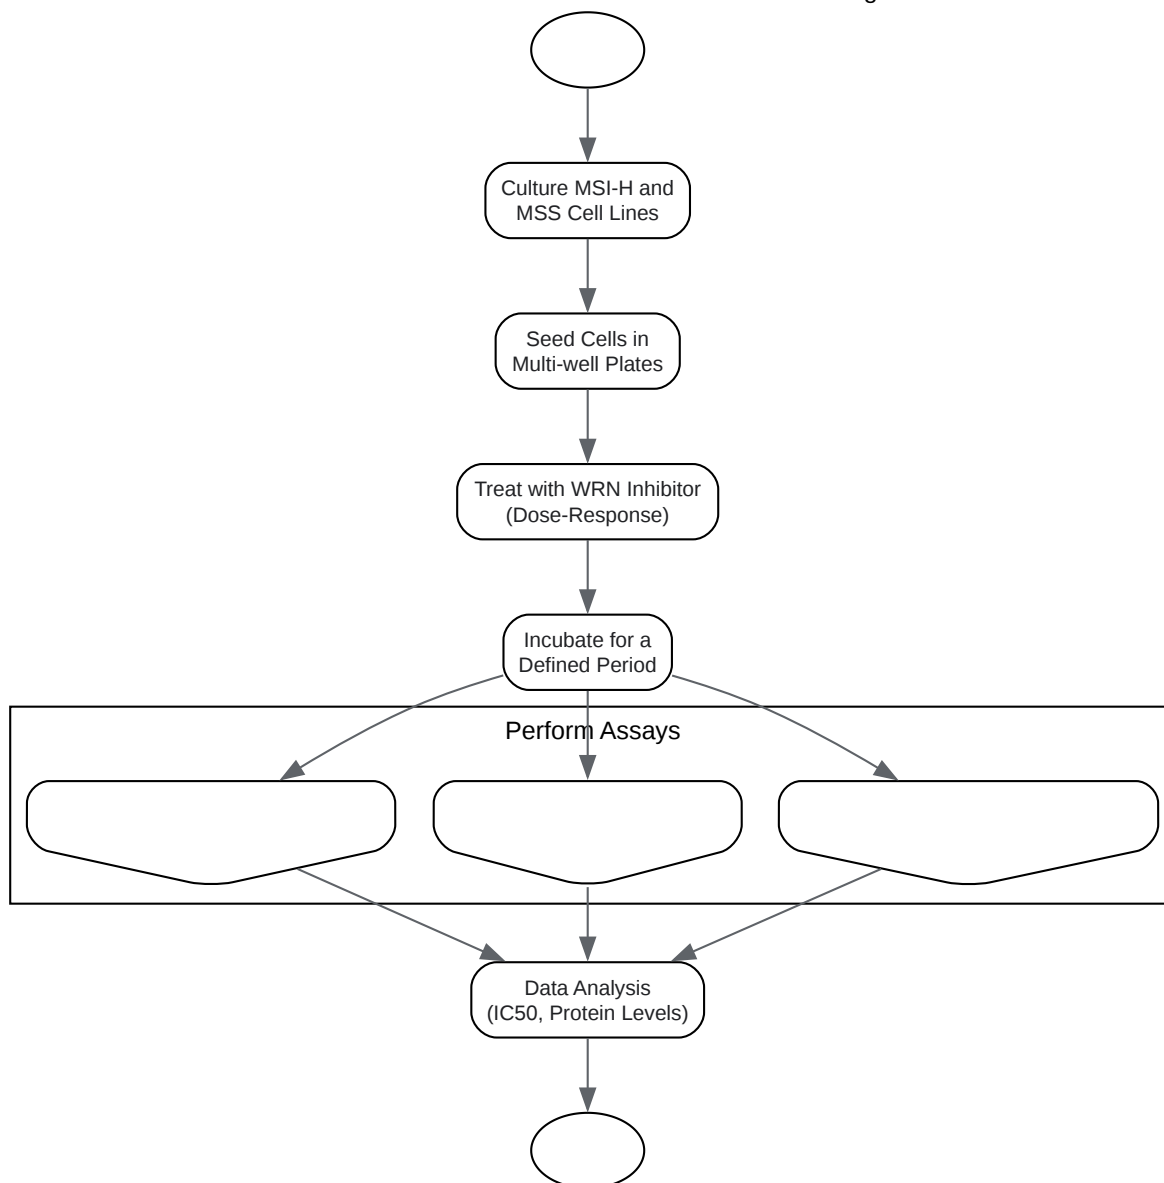 Culture MSI-H and
MSS Cell Lines
Seed Cells in
Multi-well Plates
Treat with WRN Inhibitor
(Dose-Response)
Incubate for a
Defined Period
Perform Assays
Data Analysis
(IC50, Protein Levels)